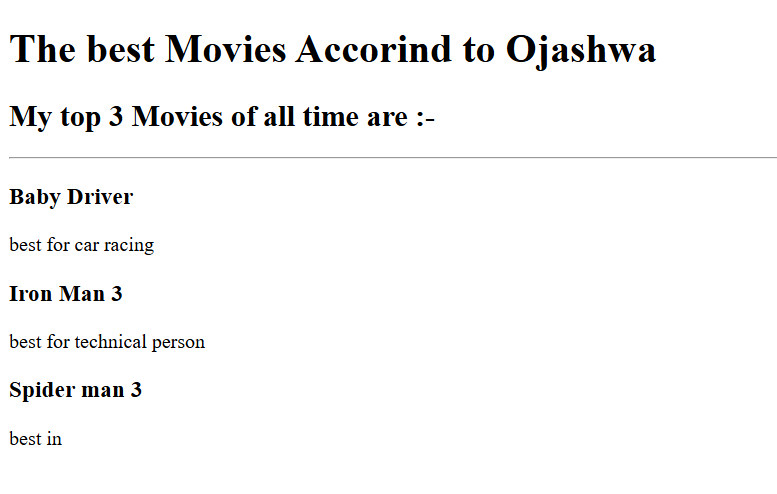 The best Movies Accorind to Ojashwa
My top 3 Movies of all time are :-
Baby Driver
best for car racing
Iron Man 3
best for technical person
Spider man 3
best in